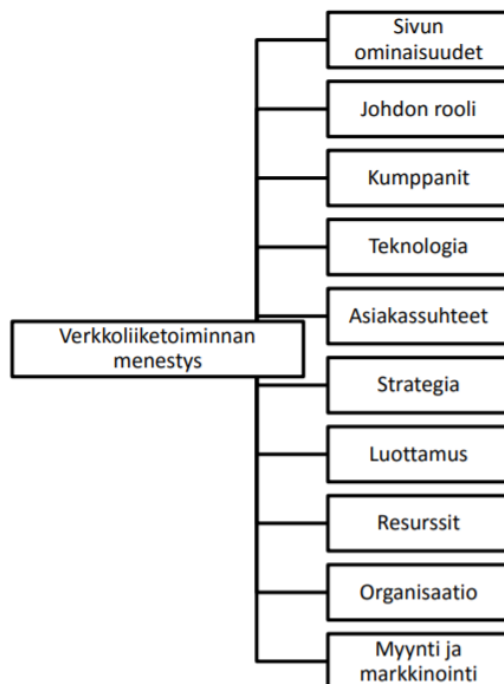 Sivun
ominaisuudet
Johdon rooli
Kumppanit
Teknologia
Asiakassuhteet
Verkkoliiketoiminnan
menestys
Strategia
Luottamus
Resurssit
Organisaatio
Myynti ja
markkinointi